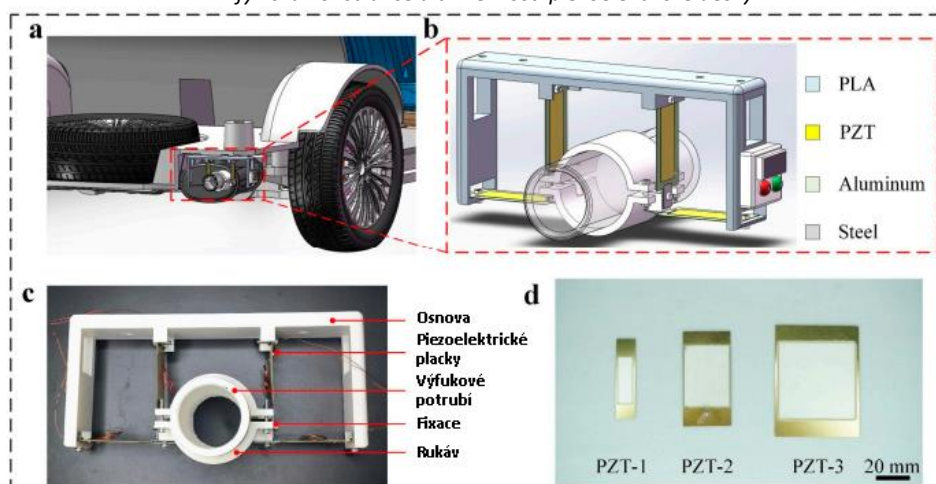 a
b
PLA
PZT
Aluminum
Steel
c
Osnova
Piezoelektrické
placky
Výfukové
potrubí
Fixace
Rukáv
d
PZT-1
PZT-2
PZT-3
20 mm